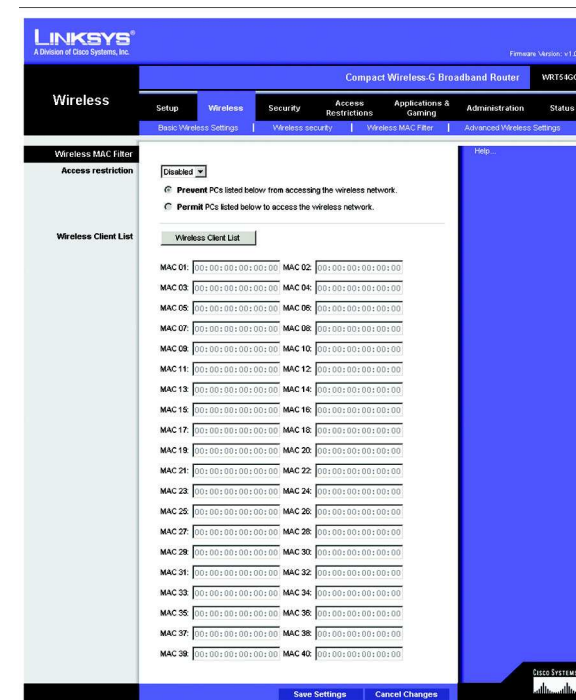 LINKSYS®
A Division of Cisco Systems, Inc.
Firmware Version: v1.0
Compact Wireless-G Broadband Router WRT54GC
Wireless
Setup Wireless Security Access Restrictions Applications & Gaming Administration Status
Basic Wireless Settings | Wireless security | Wireless MAC Filter | Advanced Wireless Settings
Wireless MAC Filter
Help...
Access restriction
Disabled
Prevent PCs listed below from accessing the wireless network.
Permit PCs listed below to access the wireless network.
Wireless Client List Wireless Client List
MAC 01: 00:00:00:00:00:00 MAC 02: 00:00:00:00:00:00
MAC 03: 00:00:00:00:00:00 MAC 04: 00:00:00:00:00:00
MAC 05: 00:00:00:00:00:00 MAC 06: 00:00:00:00:00:00
MAC 07: 00:00:00:00:00:00 MAC 08: 00:00:00:00:00:00
MAC 09: 00:00:00:00:00:00 MAC 10: 00:00:00:00:00:00
MAC 11: 00:00:00:00:00:00 MAC 12: 00:00:00:00:00:00
MAC 13: 00:00:00:00:00:00 MAC 14: 00:00:00:00:00:00
MAC 15: 00:00:00:00:00:00 MAC 16: 00:00:00:00:00:00
MAC 17: 00:00:00:00:00:00 MAC 18: 00:00:00:00:00:00
MAC 19: 00:00:00:00:00:00 MAC 20: 00:00:00:00:00:00
MAC 21: 00:00:00:00:00:00 MAC 22: 00:00:00:00:00:00
MAC 23: 00:00:00:00:00:00 MAC 24: 00:00:00:00:00:00
MAC 25: 00:00:00:00:00:00 MAC 26: 00:00:00:00:00:00
MAC 27: 00:00:00:00:00:00 MAC 28: 00:00:00:00:00:00
MAC 29: 00:00:00:00:00:00 MAC 30: 00:00:00:00:00:00
MAC 31: 00:00:00:00:00:00 MAC 32: 00:00:00:00:00:00
MAC 33: 00:00:00:00:00:00 MAC 34: 00:00:00:00:00:00
MAC 35: 00:00:00:00:00:00 MAC 36: 00:00:00:00:00:00
MAC 37: 00:00:00:00:00:00 MAC 38: 00:00:00:00:00:00
MAC 39: 00:00:00:00:00:00 MAC 40: 00:00:00:00:00:00
CISCO SYSTEMS
Save Settings Cancel Changes